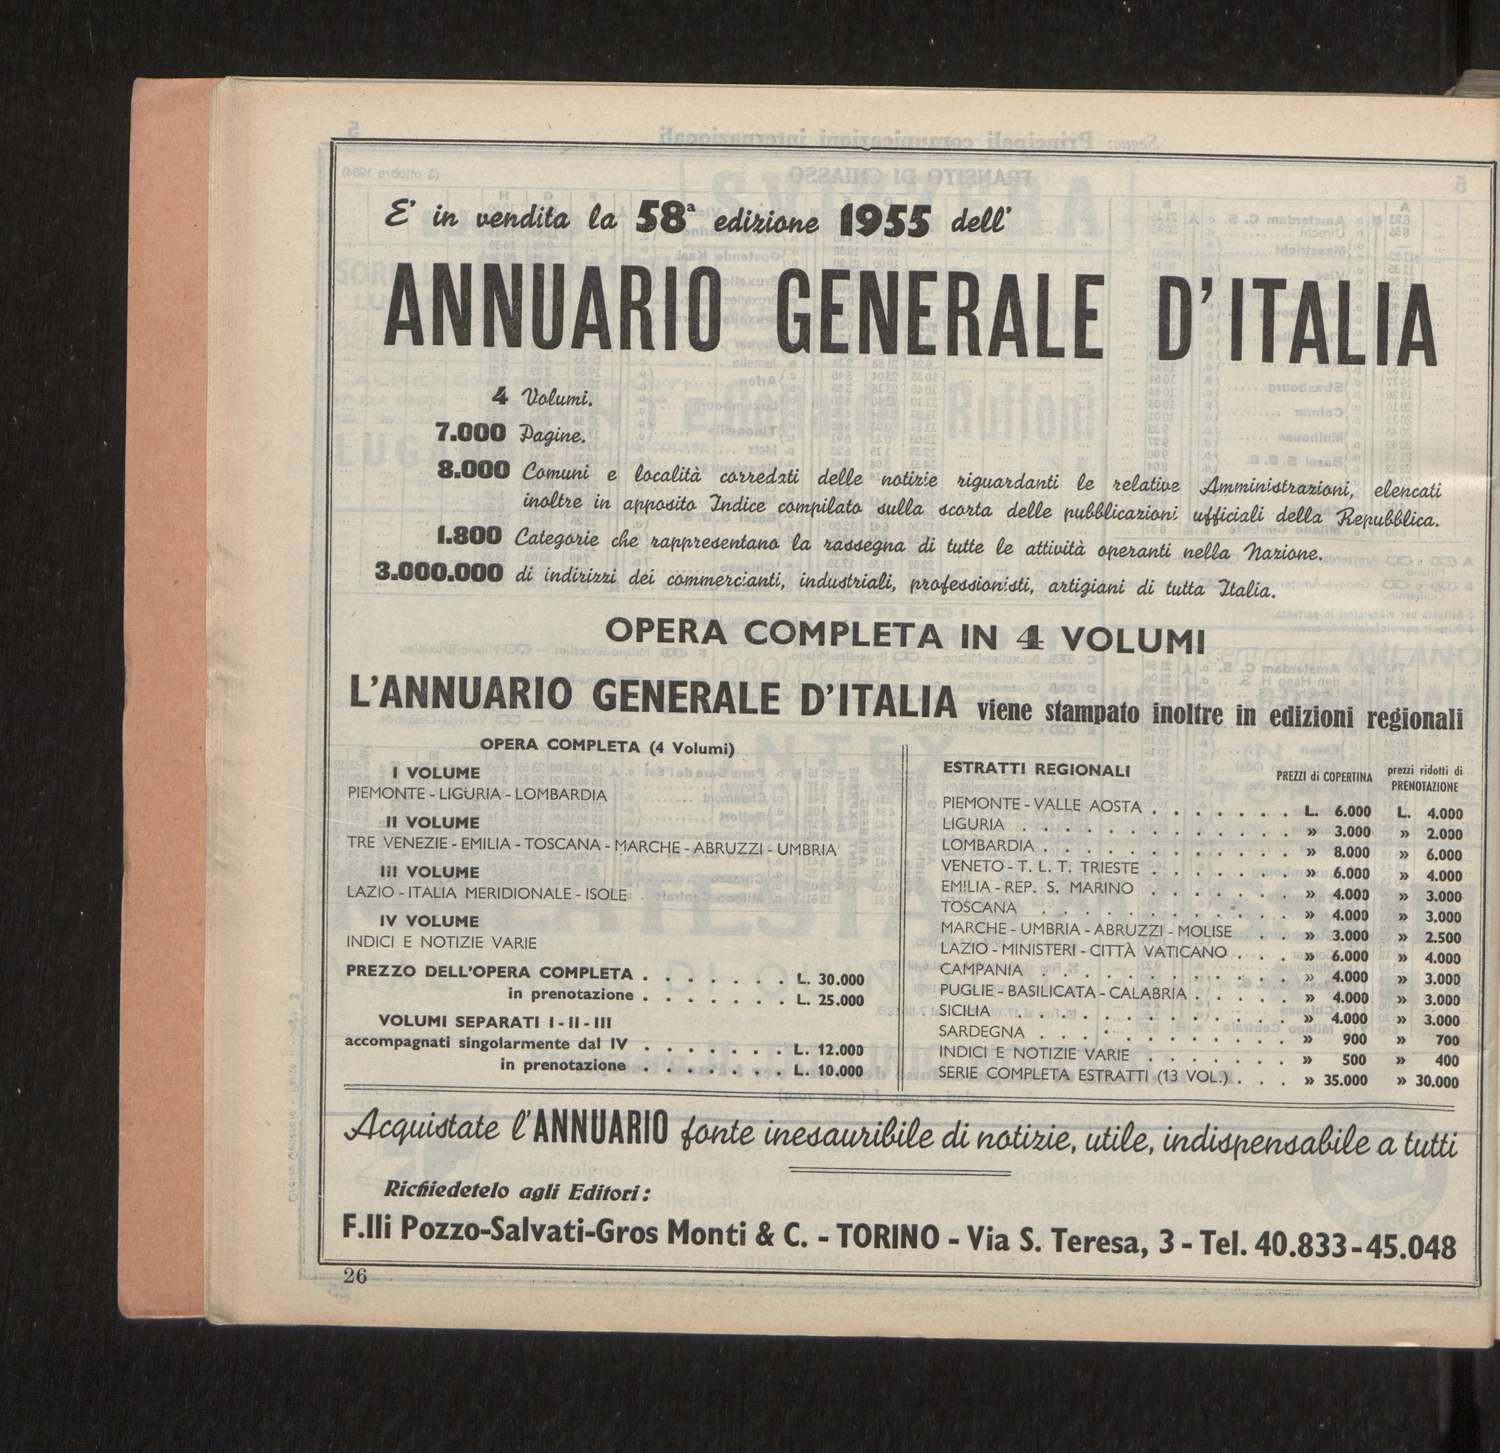 E' in vendita la 58ª edizione 1955 dell'
ANNUARIO GENERALE D'ITALIA
4 Volumi.
7.000 Pagine.
8.000 Comuni e località corredati delle notizie riguardanti le relative Amministrazioni, elencati
inoltre in apposito Indice compilato sulla scorta delle pubblicazioni ufficiali della Repubblica.
1.800 Categorie che rappresentano la rassegna di tutte le attività operanti nella Nazione.
3.000.000 di indirizzi dei commercianti, industriali, professionisti, artigiani di tutta Italia.
OPERA COMPLETA IN 4 VOLUMI
L'ANNUARIO GENERALE D'ITALIA viene stampato inoltre in edizioni regionali
OPERA COMPLETA (4 Volumi)
I VOLUME
PIEMONTE - LIGURIA - LOMBARDIA
II VOLUME
TRE VENEZIE - EMILIA - TOSCANA - MARCHE - ABRUZZI - UMBRIA
III VOLUME
LAZIO - ITALIA MERIDIONALE - ISOLE
IV VOLUME
INDICI E NOTIZIE VARIE
PREZZO DELL'OPERA COMPLETA . . . . . . . L. 30.000
in prenotazione . . . . . . . L. 25.000
VOLUMI SEPARATI I - II - III
accompagnati singolarmente dal IV . . . . . . . L. 12.000
in prenotazione . . . . . . . L. 10.000
ESTRATTI REGIONALI PREZZI di COPERTINA prezzi ridotti di PRENOTAZIONE
PIEMONTE - VALLE AOSTA . . . . . . . L. 6.000 L. 4.000
LIGURIA . . . . . . . . . . . . . » 3.000 » 2.000
LOMBARDIA . . . . . . . . . . . . » 8.000 » 6.000
VENETO - T. L. T. TRIESTE . . . . . . . » 6.000 » 4.000
EMILIA - REP. S. MARINO . . . . . . . » 4.000 » 3.000
TOSCANA . . . . . . . . . . . . » 4.000 » 3.000
MARCHE - UMBRIA - ABRUZZI - MOLISE . . . » 3.000 » 2.500
LAZIO - MINISTERI - CITTÀ VATICANO . . . » 6.000 » 4.000
CAMPANIA . . . . . . . . . . . . » 4.000 » 3.000
PUGLIE - BASILICATA - CALABRIA . . . . . » 4.000 » 3.000
SICILIA . . . . . . . . . . . . . » 4.000 » 3.000
SARDEGNA . . . . . . . . . . . . » 900 » 700
INDICI E NOTIZIE VARIE . . . . . . . » 500 » 400
SERIE COMPLETA ESTRATTI (13 VOL.) . . . » 35.000 » 30.000
Acquistate l'ANNUARIO fonte inesauribile di notizie, utile, indispensabile a tutti
Richiedetelo agli Editori:
F.lli Pozzo-Salvati-Gros Monti & C. - TORINO - Via S. Teresa, 3 - Tel. 40.833-45.048
26